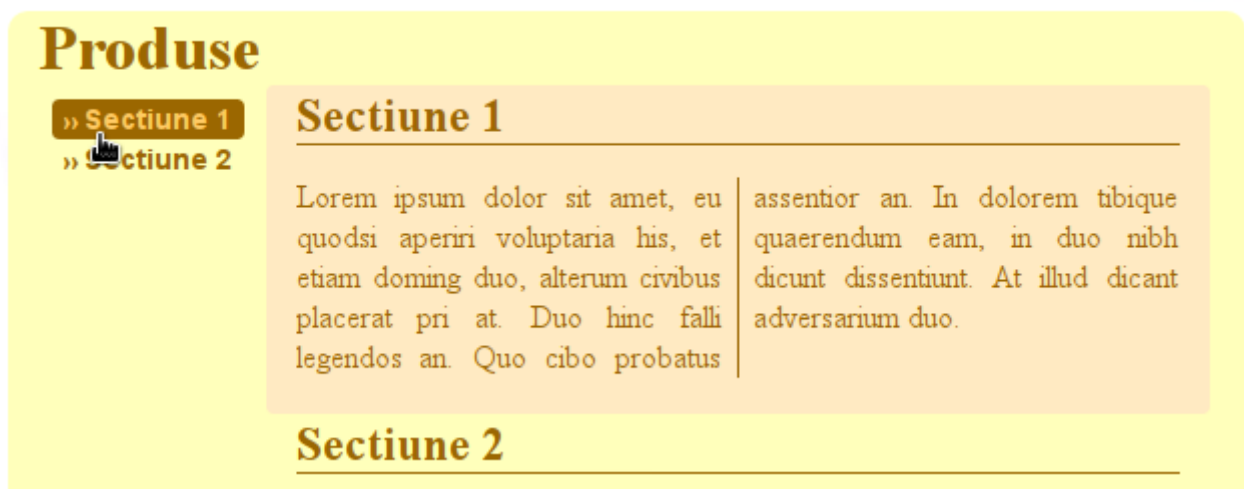 Produse
›› Sectiune 1
›› Sectiune 2
Sectiune 1
Lorem ipsum dolor sit amet, eu
quodsi aperiri voluptaria his, et
etiam doming duo, alterum civibus
placerat pri at. Duo hinc falli
legendos an. Quo cibo probatus
assentior an. In dolorem tibique
quaerendum eam, in duo nibh
dicunt dissentiunt. At illud dicant
adversarium duo.
Sectiune 2